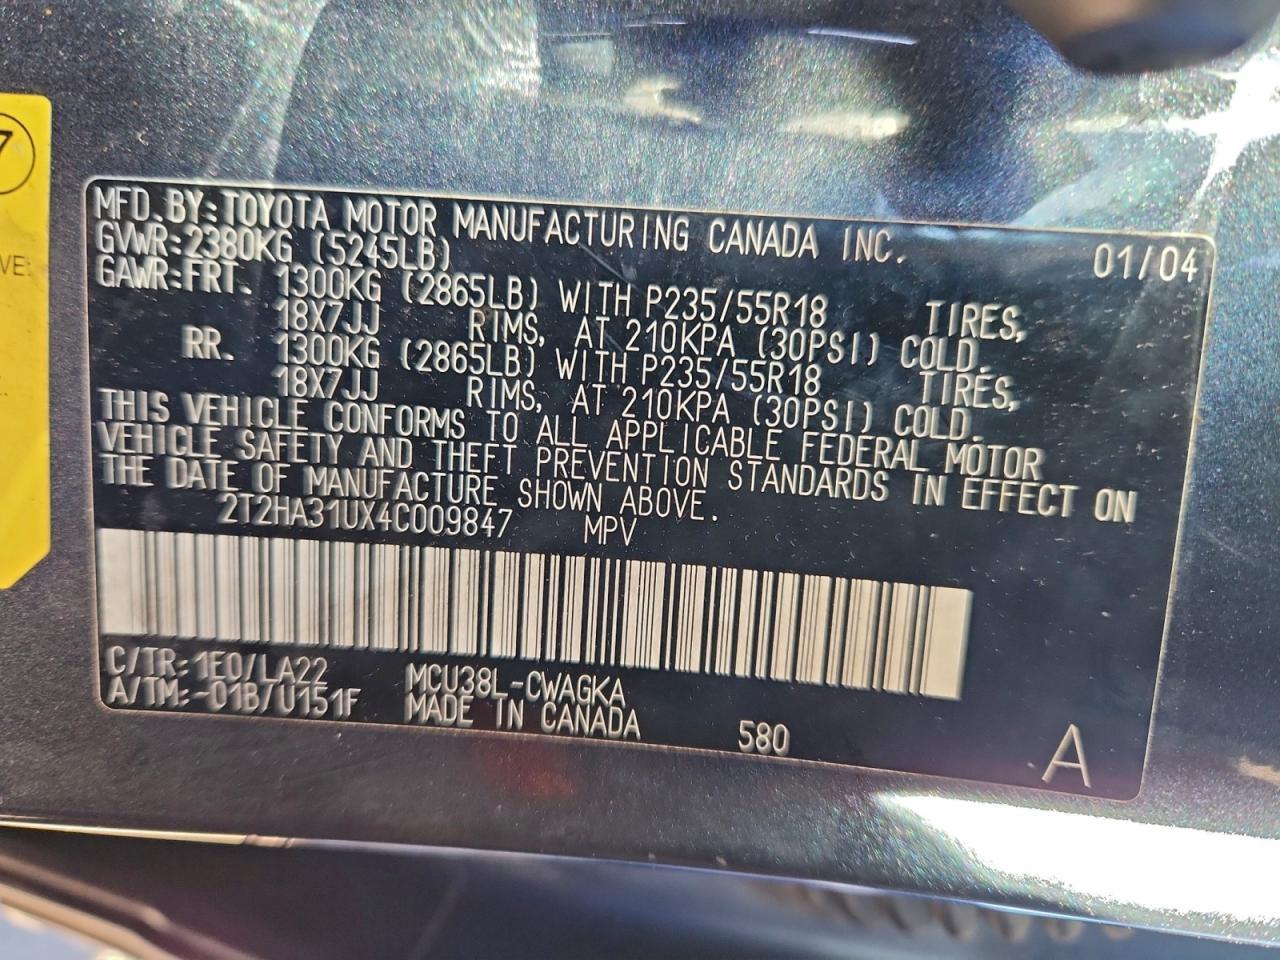 7
VE:
MFD. BY: TOYOTA MOTOR MANUFACTURING CANADA INC. 01/04
GVWR: 2380KG (5245LB)
GAWR: FRT. 1300KG (2865LB) WITH P235/55R18 TIRES,
18X7JJ RIMS, AT 210KPA (30PSI) COLD.
RR. 1300KG (2865LB) WITH P235/55R18 TIRES,
18X7JJ RIMS, AT 210KPA (30PSI) COLD.
THIS VEHICLE CONFORMS TO ALL APPLICABLE FEDERAL MOTOR
VEHICLE SAFETY AND THEFT PREVENTION STANDARDS IN EFFECT ON
THE DATE OF MANUFACTURE SHOWN ABOVE.
2T2HA31UX4C009847 MPV
C/TR: 1E0/LA22 MCU38L-CWAGKA
A/TM: -01B/U151F MADE IN CANADA 580 A